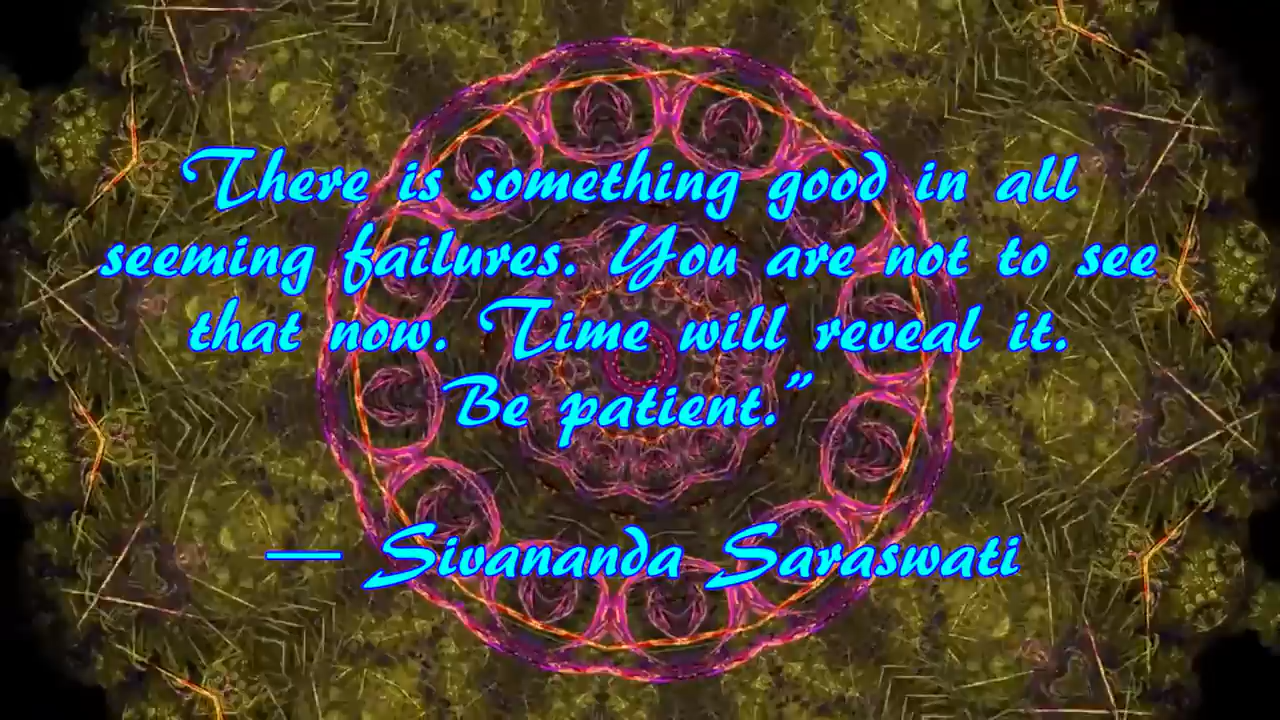 There is something good in all
seeming failures. You are not to see
that now. Time will reveal it.
Be patient.”
— Sivananda Saraswati